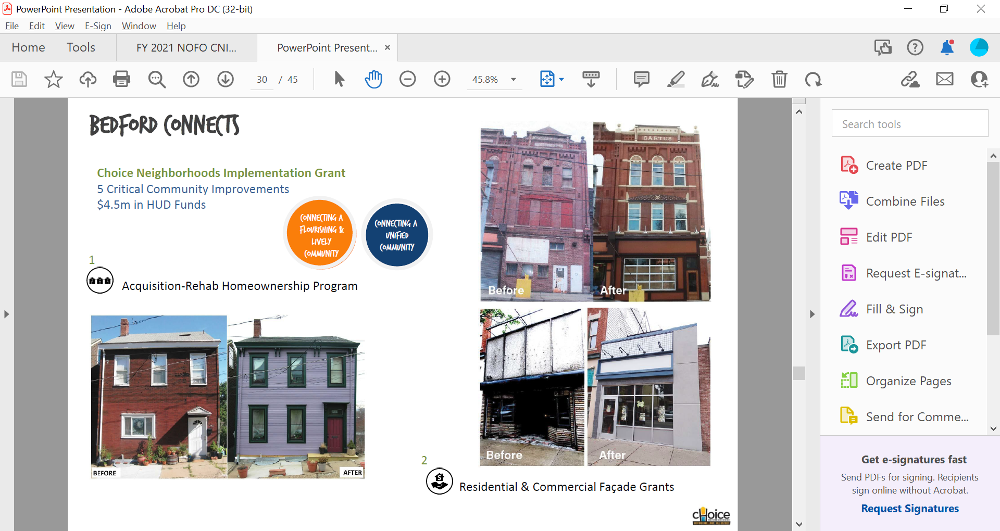 PowerPoint Presentation - Adobe Acrobat Pro DC (32-bit)
File Edit View E-Sign Window Help
Home Tools FY 2021 NOFO CNI... PowerPoint Present...
30 / 45 45.8%
BEDFORD CONNECTS
Choice Neighborhoods Implementation Grant
5 Critical Community Improvements
$4.5m in HUD Funds
CONNECTING A
FLOURISHING &
LIVELY
COMMUNITY
CONNECTING A
UNIFIED
COMMUNITY
1
Acquisition-Rehab Homeownership Program
BEFORE
AFTER
CARTUS
Before
After
Before
After
2
Residential & Commercial Façade Grants
cHoice
NEIGHBORHOODS
BEDFORD DWELLINGS | HILL DISTRICT
Search tools
Create PDF
Combine Files
Edit PDF
Request E-signat...
Fill & Sign
Export PDF
Organize Pages
Send for Comme...
Get e-signatures fast
Send PDFs for signing. Recipients
sign online without Acrobat.
Request Signatures